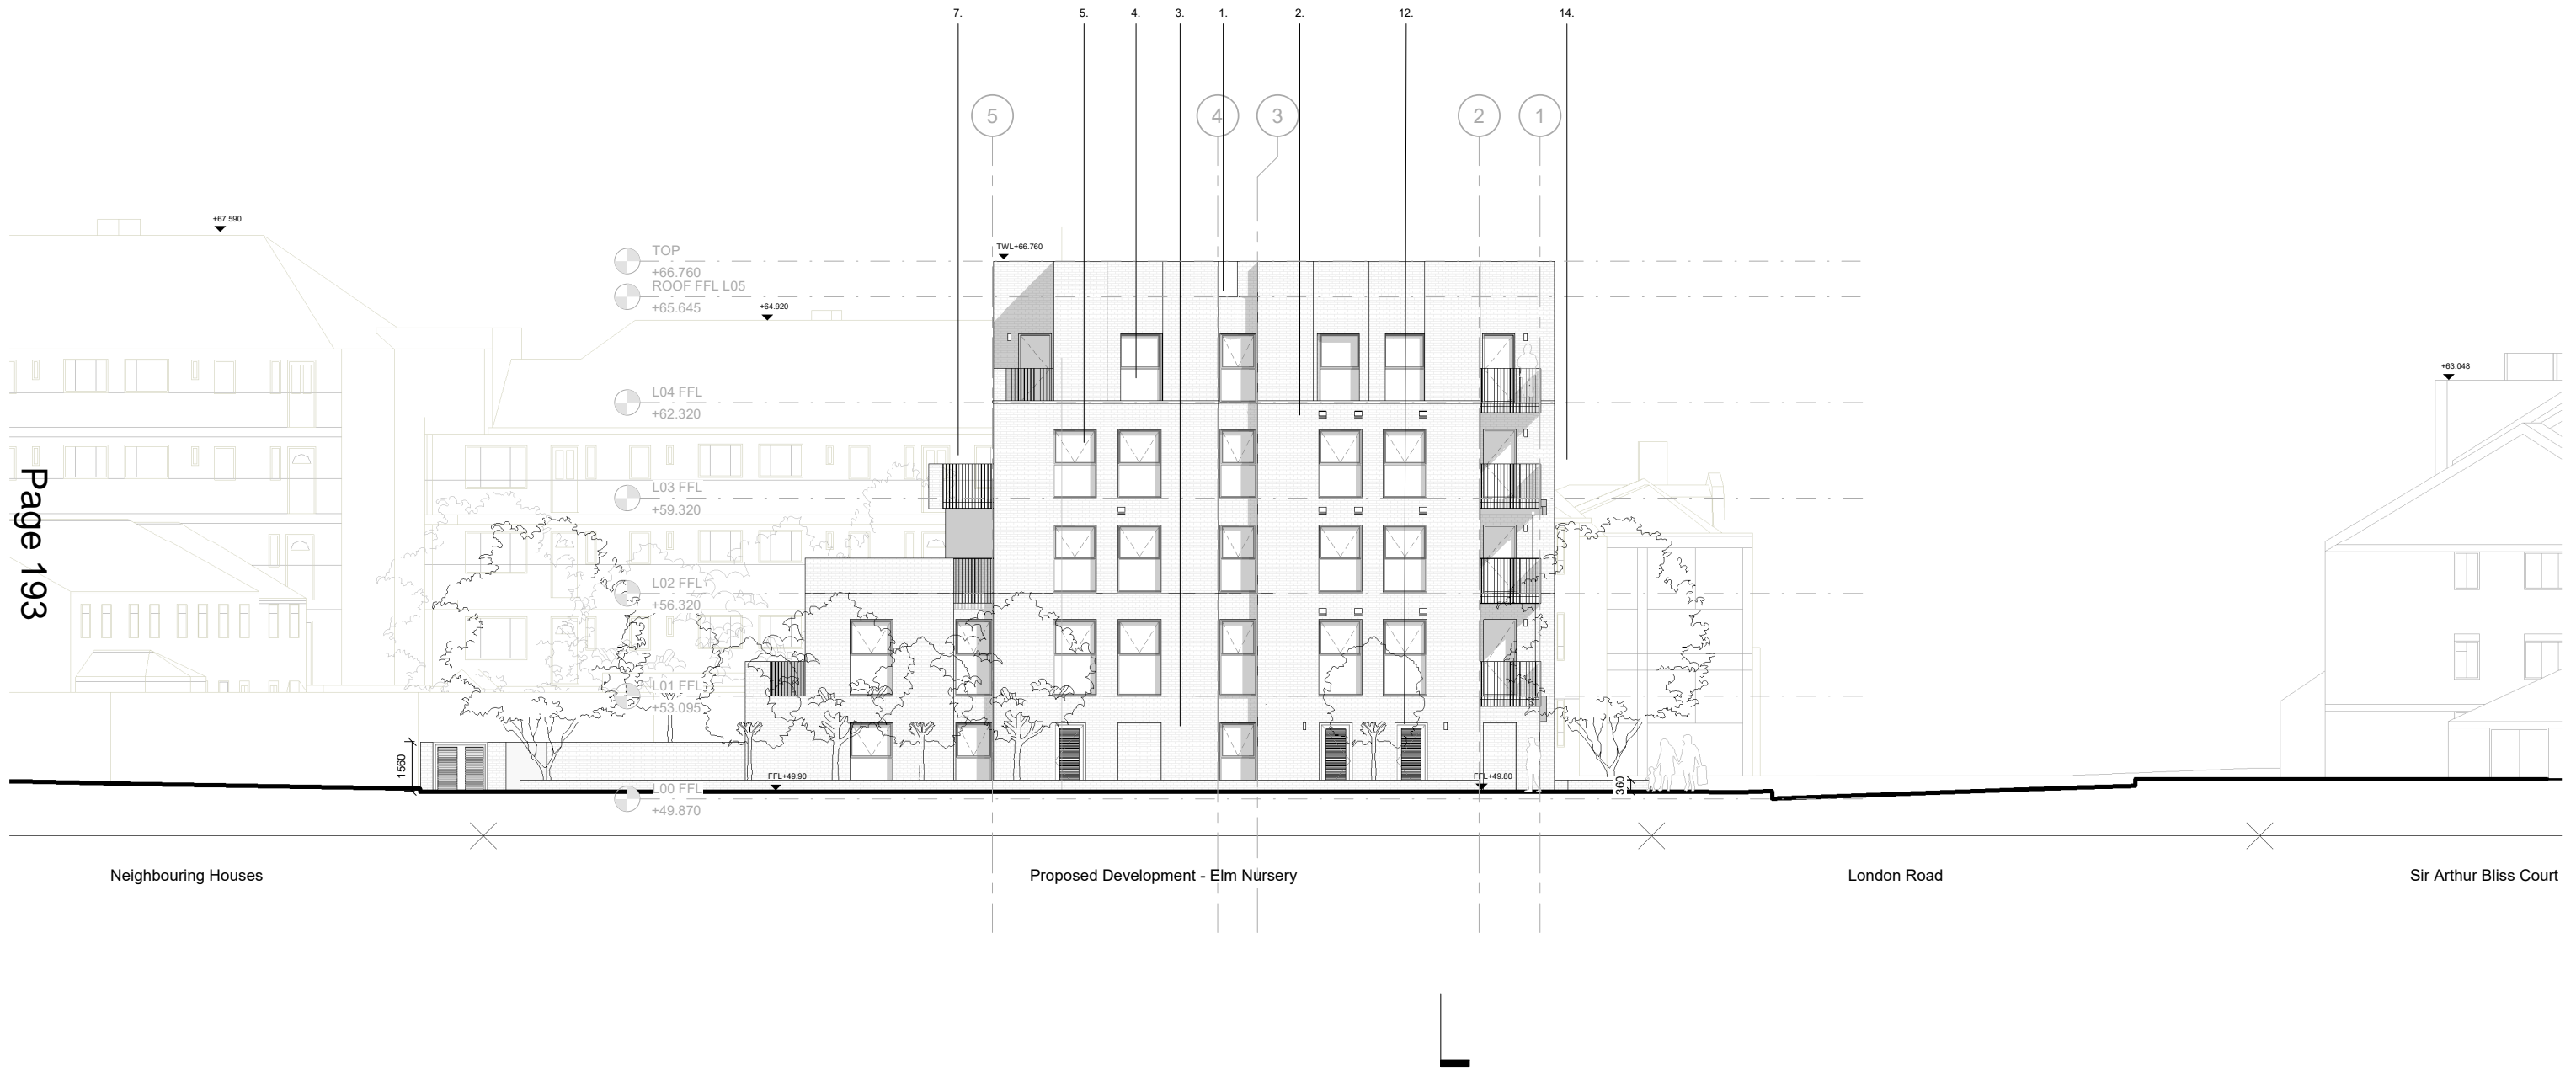 7. 5. 4. 3. 1. 2. 12. 14.
5 4 3 2 1
+67.590
TWL+66.760
TOP
+66.760
ROOF FFL L05
+65.645
+64.920
+63.048
L04 FFL
+62.320
L03 FFL
+59.320
L02 FFL
+56.320
L01 FFL
+53.095
1560
FFL+49.90
FFL+49.80
360
L00 FFL
+49.870
Neighbouring Houses
Proposed Development - Elm Nursery
London Road
Sir Arthur Bliss Court
Page 193